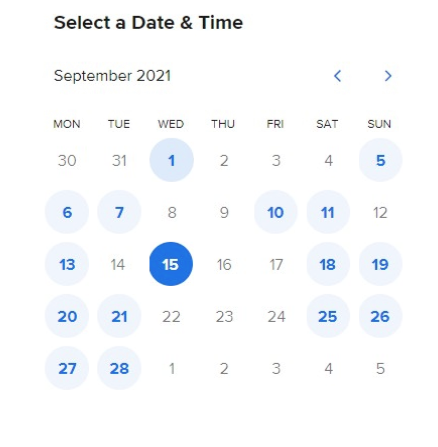 Select a Date & Time
September 2021
MON TUE WED THU FRI SAT SUN
30 31 1 2 3 4 5
6 7 8 9 10 11 12
13 14 15 16 17 18 19
20 21 22 23 24 25 26
27 28 1 2 3 4 5